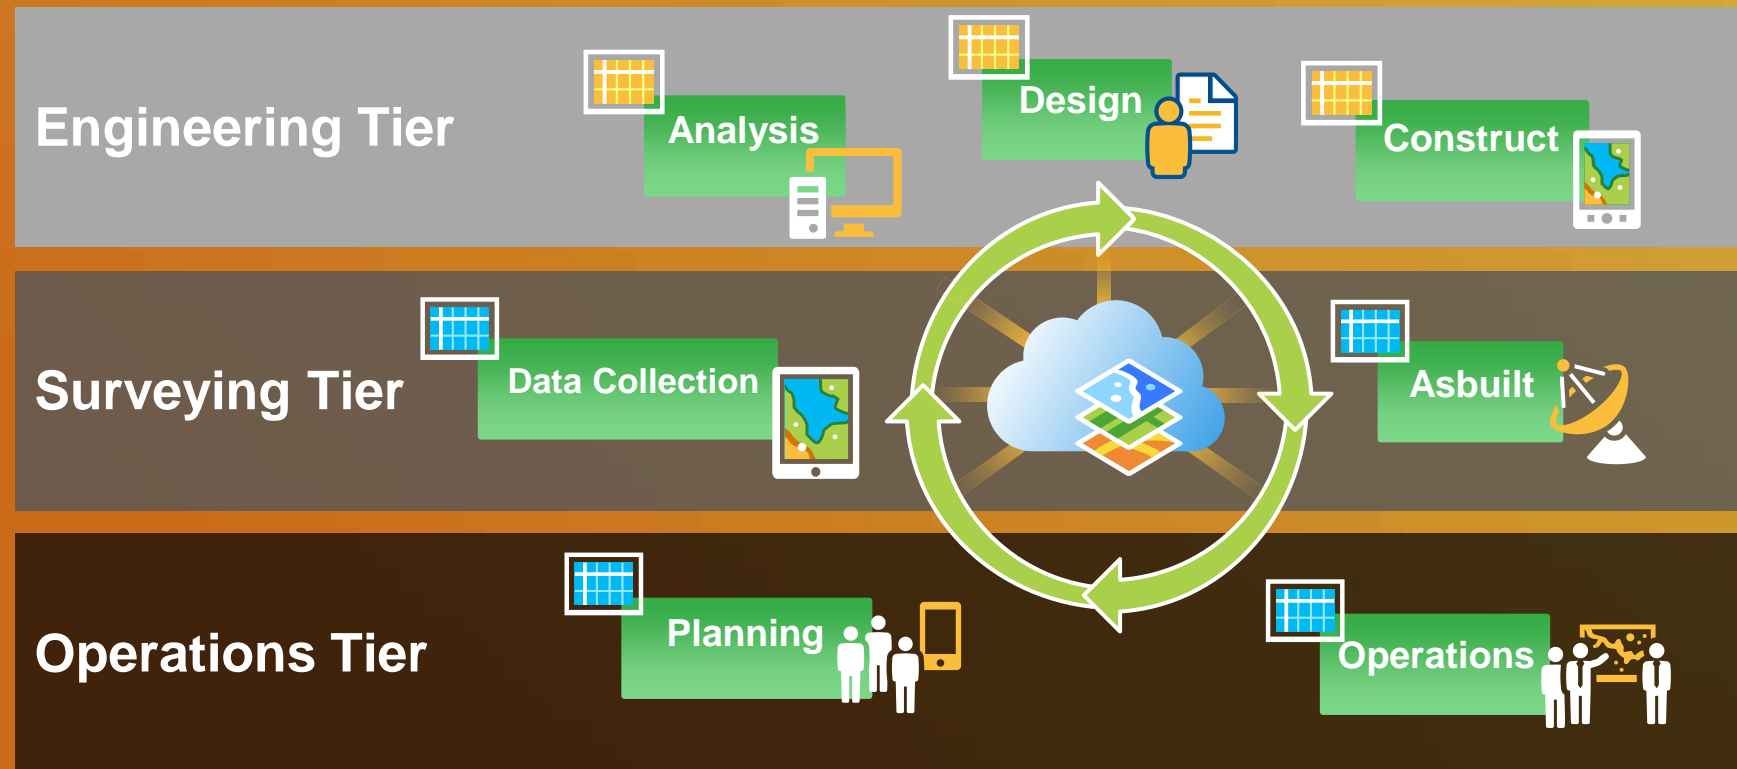 Engineering Tier
Analysis
Design
Construct
Surveying Tier
Data Collection
Asbuilt
Operations Tier
Planning
Operations